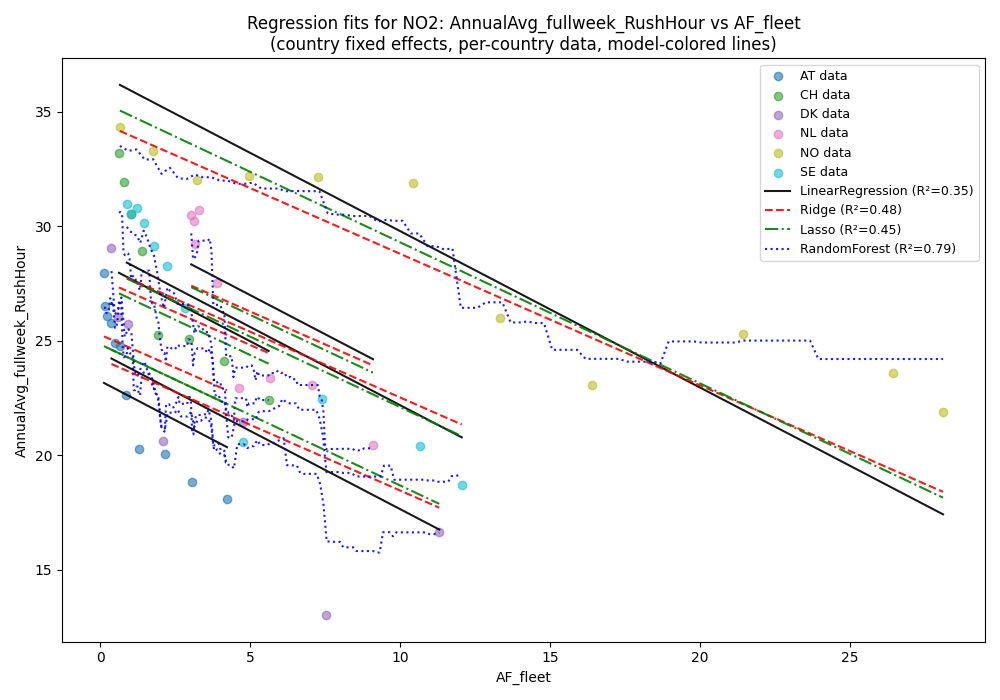 Regression fits for NO2: AnnualAvg_fullweek_RushHour vs AF_fleet
(country fixed effects, per-country data, model-colored lines)
AT data
CH data
DK data
NL data
NO data
SE data
LinearRegression (R²=0.35)
Ridge (R²=0.48)
Lasso (R²=0.45)
RandomForest (R²=0.79)
AnnualAvg_fullweek_RushHour
35
30
25
20
15
0
5
10
15
20
25
AF_fleet